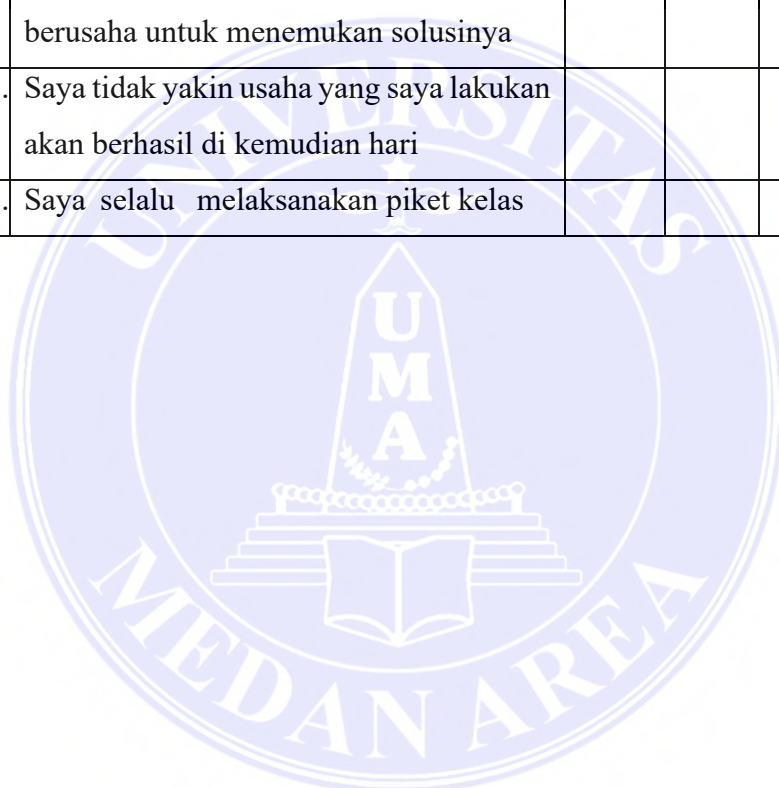 berusaha untuk menemukan solusinya
. Saya tidak yakin usaha yang saya lakukan
akan berhasil di kemudian hari
. Saya selalu melaksanakan piket kelas
UNIVERSITAS
UMA
MEDAN AREA